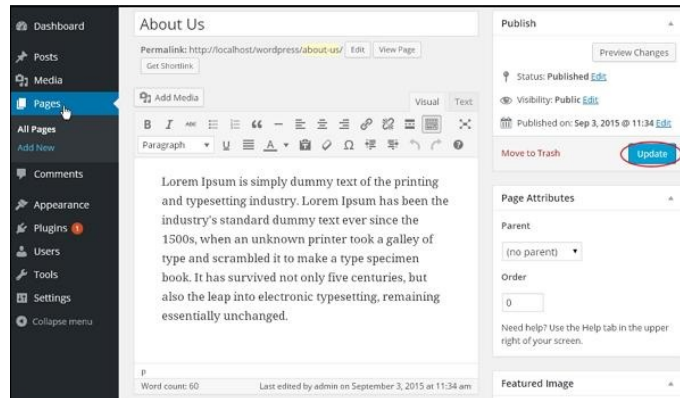 Dashboard
Posts
Media
Pages
All Pages
Add New
Comments
Appearance
Plugins 1
Users
Tools
Settings
Collapse menu
About Us
Permalink: http://localhost/wordpress/about-us/ Edit View Page
Get Shortlink
Add Media
Visual Text
B I ABC
Paragraph U A Ω
Lorem Ipsum is simply dummy text of the printing
and typesetting industry. Lorem Ipsum has been the
industry's standard dummy text ever since the
1500s, when an unknown printer took a galley of
type and scrambled it to make a type specimen
book. It has survived not only five centuries, but
also the leap into electronic typesetting, remaining
essentially unchanged.
p
Word count: 60 Last edited by admin on September 3, 2015 at 11:34 am
Publish
Preview Changes
Status: Published Edit
Visibility: Public Edit
Published on: Sep 3, 2015 @ 11:34 Edit
Move to Trash Update
Page Attributes
Parent
(no parent)
Order
0
Need help? Use the Help tab in the upper
right of your screen.
Featured Image